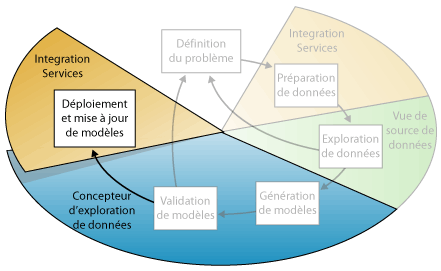 Définition
du problème
Integration
Services
Préparation
de données
Vue de
source de
données
Exploration
de données
Génération
de modèles
Validation
de modèles
Concepteur
d'exploration
de données
Integration
Services
Déploiement
et mise à jour
de modèles